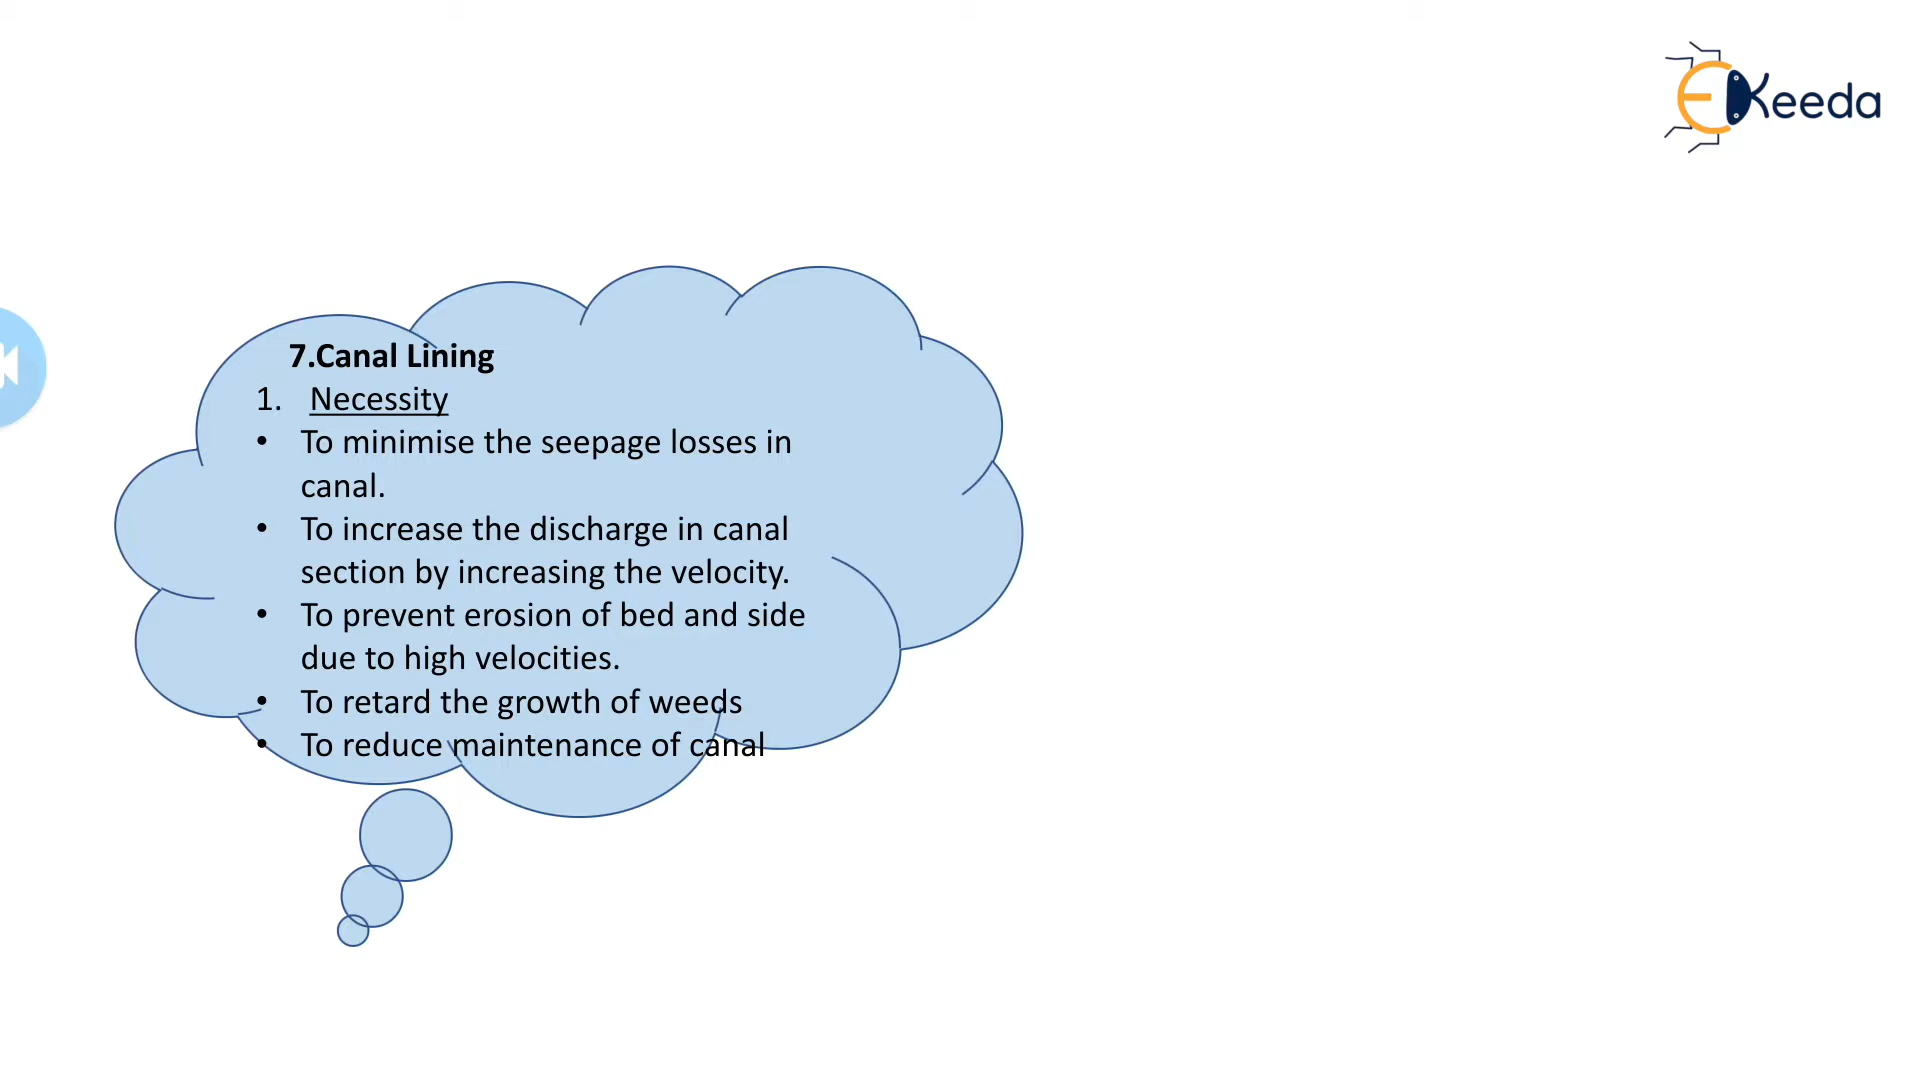 EKeeda
7.Canal Lining
1. Necessity
• To minimise the seepage losses in
canal.
• To increase the discharge in canal
section by increasing the velocity.
• To prevent erosion of bed and side
due to high velocities.
• To retard the growth of weeds
• To reduce maintenance of canal